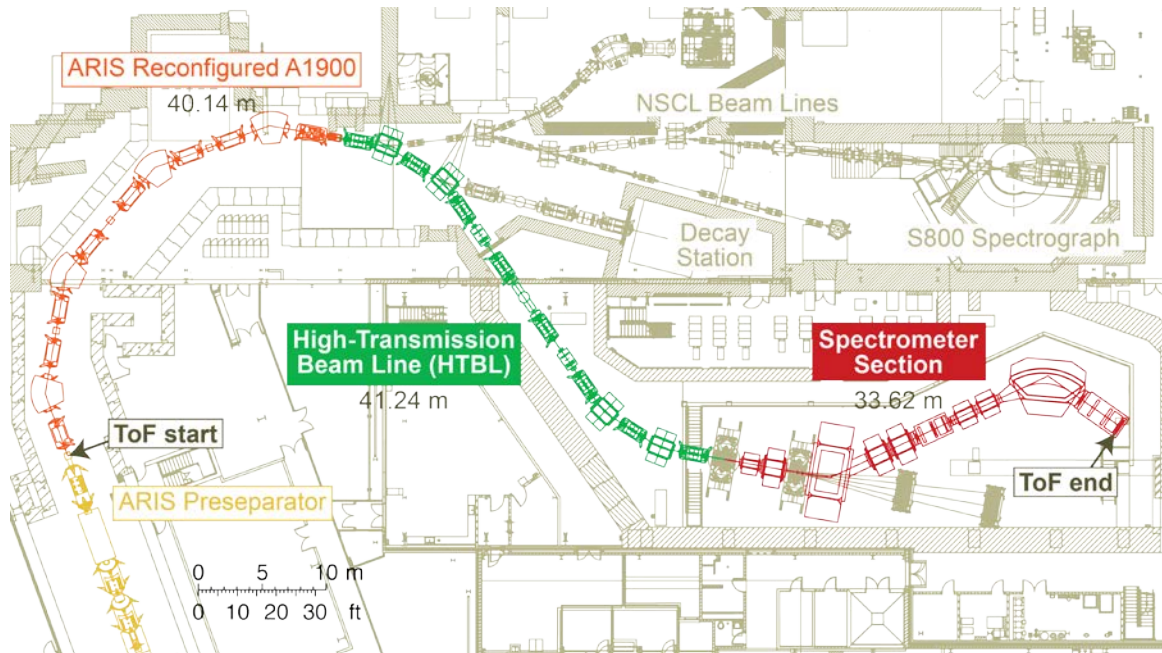 ARIS Reconfigured A1900
40.14 m
NSCL Beam Lines
Decay
Station
S800 Spectrograph
High-Transmission
Beam Line (HTBL)
41.24 m
Spectrometer
Section
33.62 m
ToF start
ToF end
ARIS Preseparator
0 5 10 m
0 10 20 30 ft